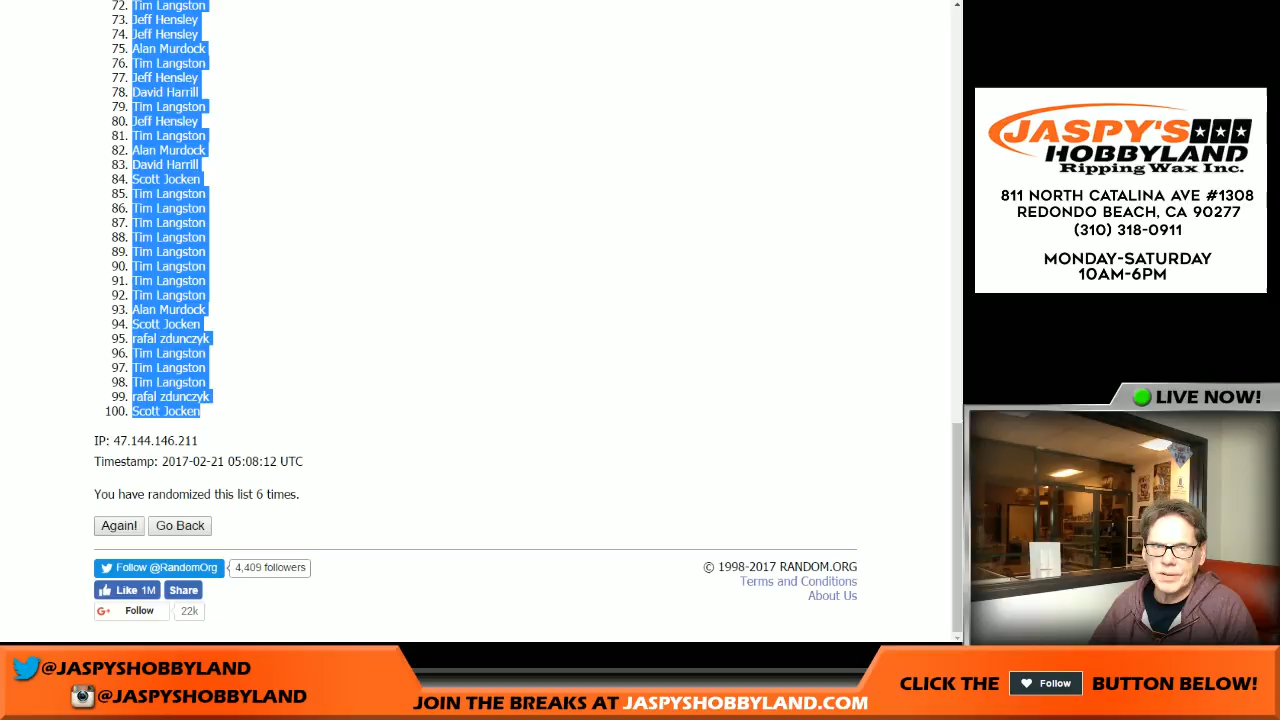 72. Tim Langston
73. Jeff Hensley
74. Jeff Hensley
75. Alan Murdock
76. Tim Langston
77. Jeff Hensley
78. David Harrill
79. Tim Langston
80. Jeff Hensley
81. Tim Langston
82. Alan Murdock
83. David Harrill
84. Scott Jocken
85. Tim Langston
86. Tim Langston
87. Tim Langston
88. Tim Langston
89. Tim Langston
90. Tim Langston
91. Tim Langston
92. Tim Langston
93. Alan Murdock
94. Scott Jocken
95. rafal zdunczyk
96. Tim Langston
97. Tim Langston
98. Tim Langston
99. rafal zdunczyk
100. Scott Jocken
IP: 47.144.146.211
Timestamp: 2017-02-21 05:08:12 UTC
You have randomized this list 6 times.
Again! Go Back
Follow @RandomOrg 4,409 followers
Like 1M Share
G+ Follow 22k
© 1998-2017 RANDOM.ORG
Terms and Conditions
About Us
JASPY'S
HOBBYLAND
Ripping Wax Inc.
811 NORTH CATALINA AVE #1308
REDONDO BEACH, CA 90277
(310) 318-0911
MONDAY-SATURDAY
10AM-6PM
LIVE NOW!
@JASPYSHOBBYLAND
@JASPYSHOBBYLAND
JOIN THE BREAKS AT JASPYSHOBBYLAND.COM
CLICK THE Follow BUTTON BELOW!